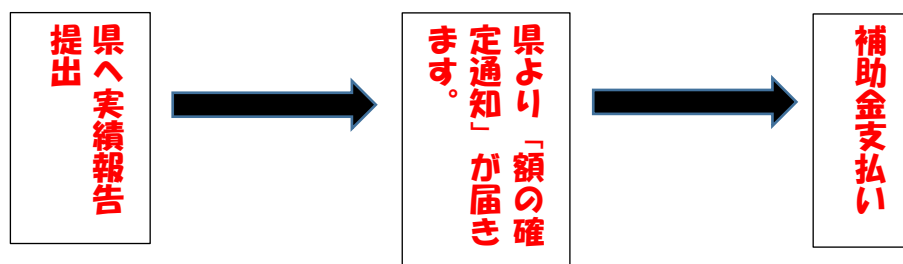 県へ実績報告
提出
県より「額の確
定通知」が届き
ます。
補助金支払い